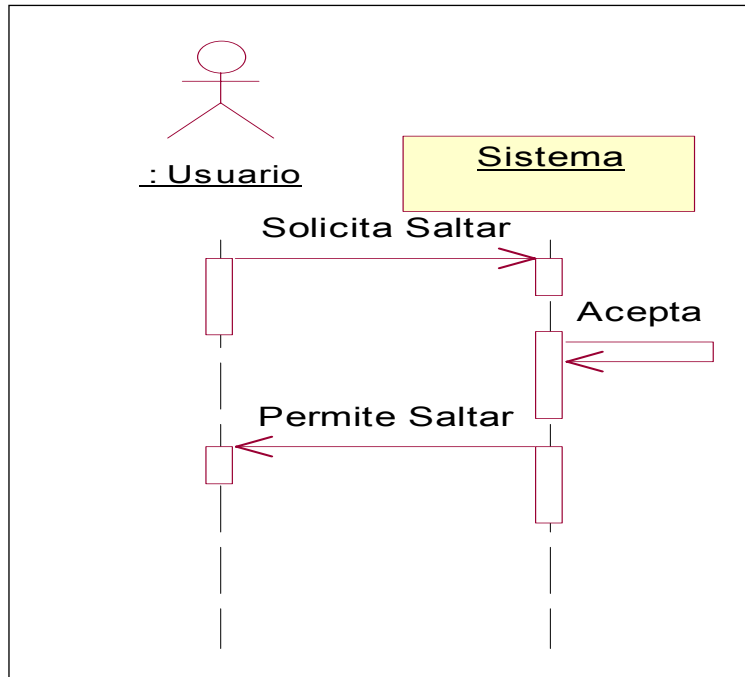 : Usuario
Sistema
Solicita Saltar
Acepta
Permite Saltar